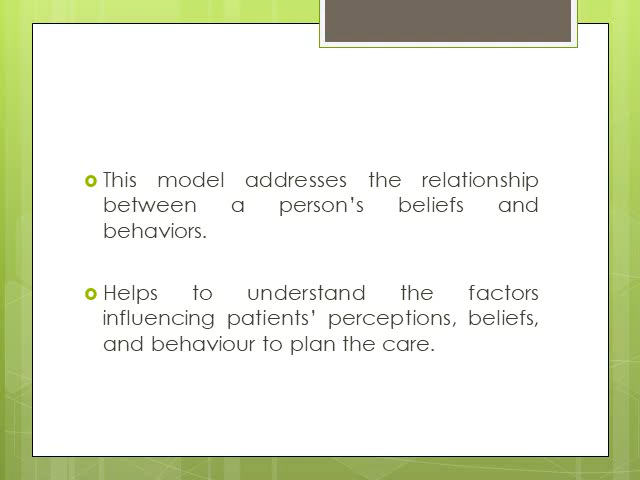 This model addresses the relationship
between a person’s beliefs and
behaviors.
Helps to understand the factors
influencing patients’ perceptions, beliefs,
and behaviour to plan the care.